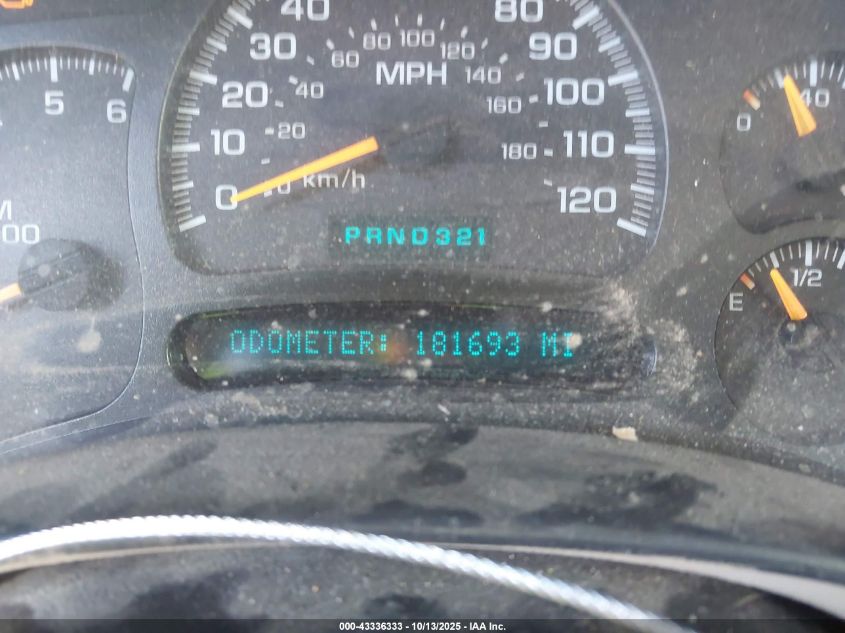 40 80
30 60 80 100 120 90
MPH
5 6 20 40 140 100 0 40
160
10 20 180 110
0 0 km/h 120
M
00
PRND321
E 1/2
ODOMETER: 181693 MI
000-43336333 - 10/13/2025 - IAA Inc.